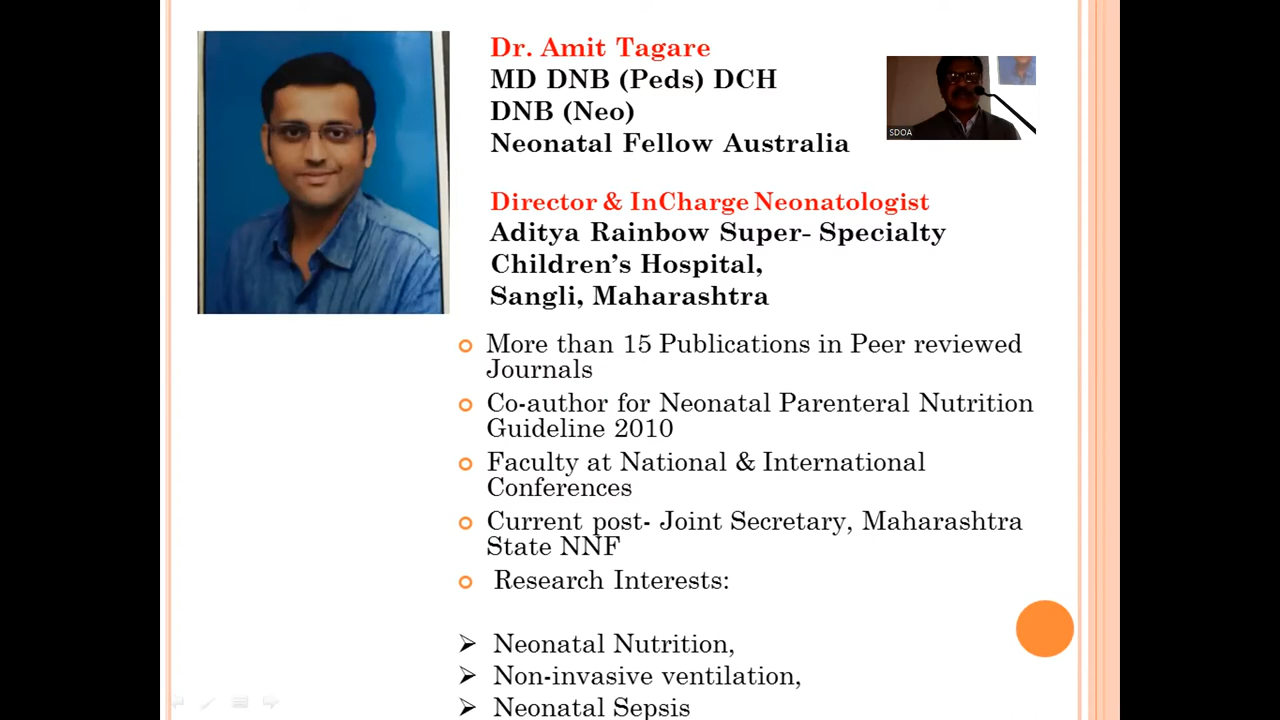 Dr. Amit Tagare
MD DNB (Peds) DCH
DNB (Neo)
Neonatal Fellow Australia
SDOA
Director & InCharge Neonatologist
Aditya Rainbow Super- Specialty
Children's Hospital,
Sangli, Maharashtra
More than 15 Publications in Peer reviewed
Journals
Co-author for Neonatal Parenteral Nutrition
Guideline 2010
Faculty at National & International
Conferences
Current post- Joint Secretary, Maharashtra
State NNF
Research Interests:
Neonatal Nutrition,
Non-invasive ventilation,
Neonatal Sepsis